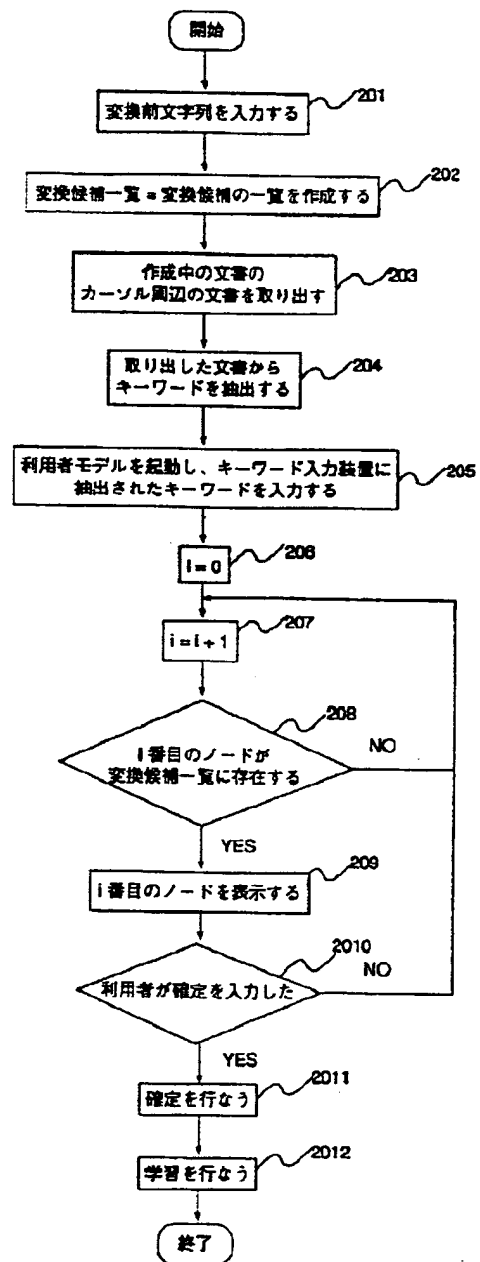 開始
変換前文字列を入力する
201
変換候補一覧＝変換候補の一覧を作成する
202
作成中の文書の
カーソル周辺の文書を取り出す
203
取り出した文書から
キーワードを抽出する
204
利用者モデルを起動し、キーワード入力装置に
抽出されたキーワードを入力する
205
i=0
206
i=i+1
207
i番目のノードが
変換候補一覧に存在する
208
NO
YES
i番目のノードを表示する
209
利用者が確定を入力した
2010
NO
YES
確定を行なう
2011
学習を行なう
2012
終了